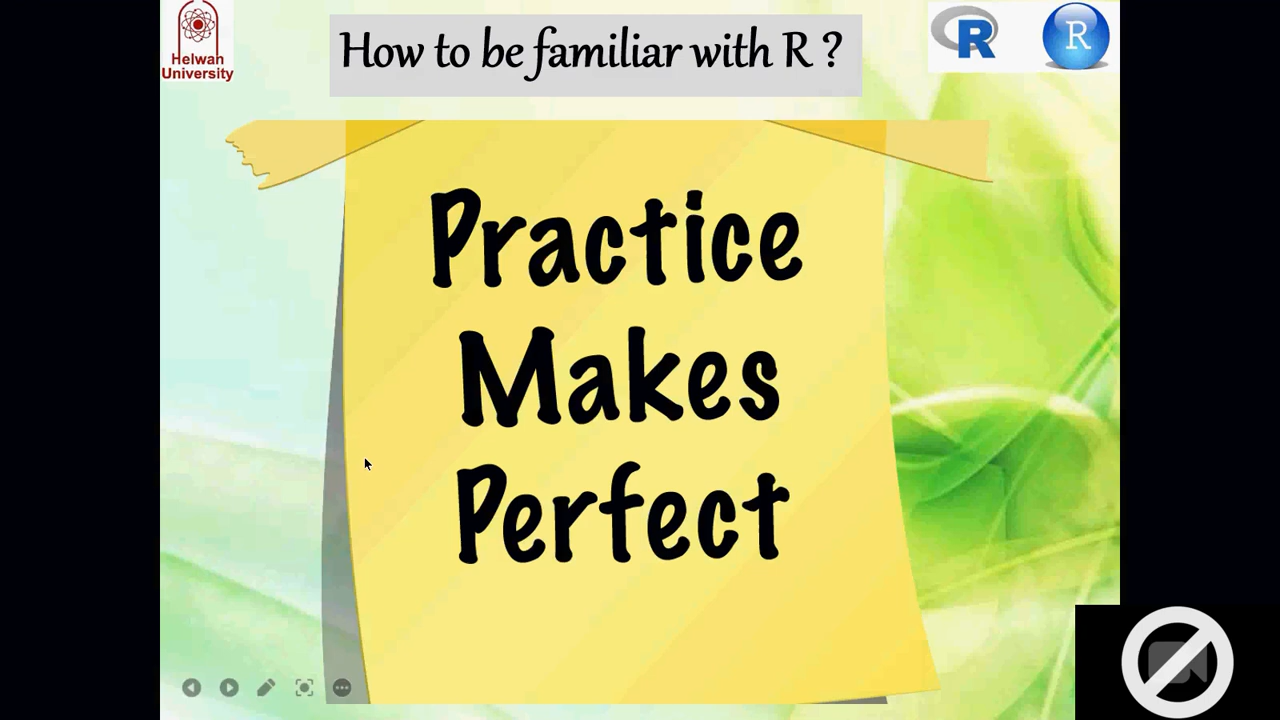 Helwan
University
How to be familiar with R ?
R
R
Practice
Makes
Perfect